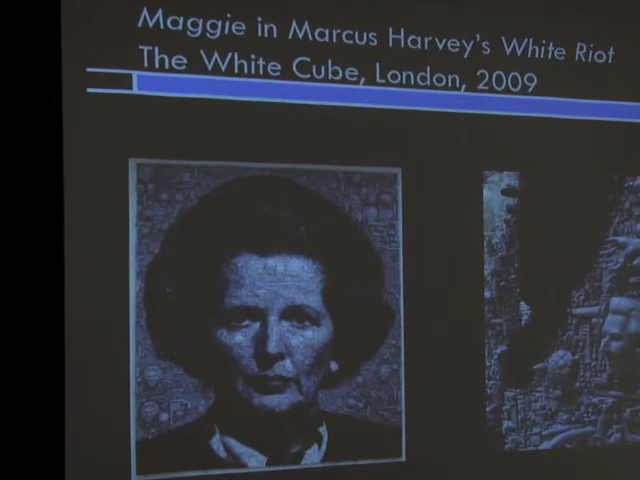 Maggie in Marcus Harvey's White Riot
The White Cube, London, 2009